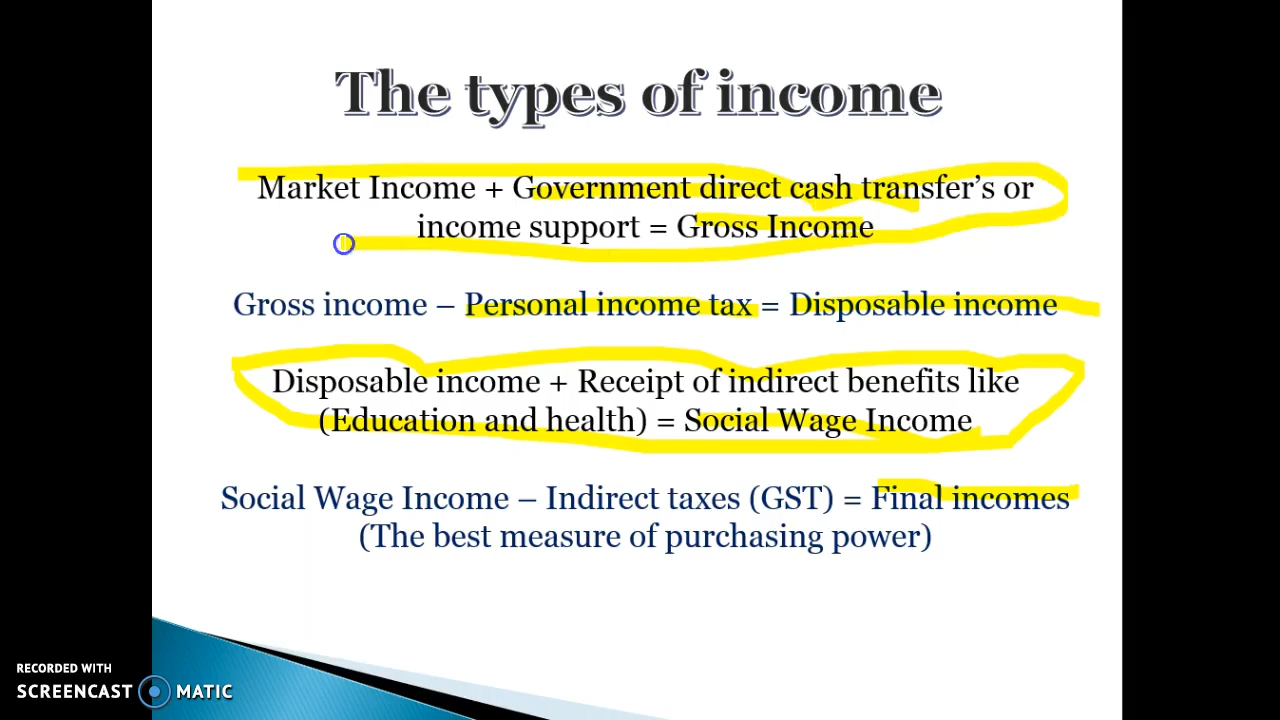 The types of income
Market Income + Government direct cash transfer’s or
income support = Gross Income
Gross income – Personal income tax = Disposable income
Disposable income + Receipt of indirect benefits like
(Education and health) = Social Wage Income
Social Wage Income – Indirect taxes (GST) = Final incomes
(The best measure of purchasing power)
RECORDED WITH
SCREENCAST MATIC